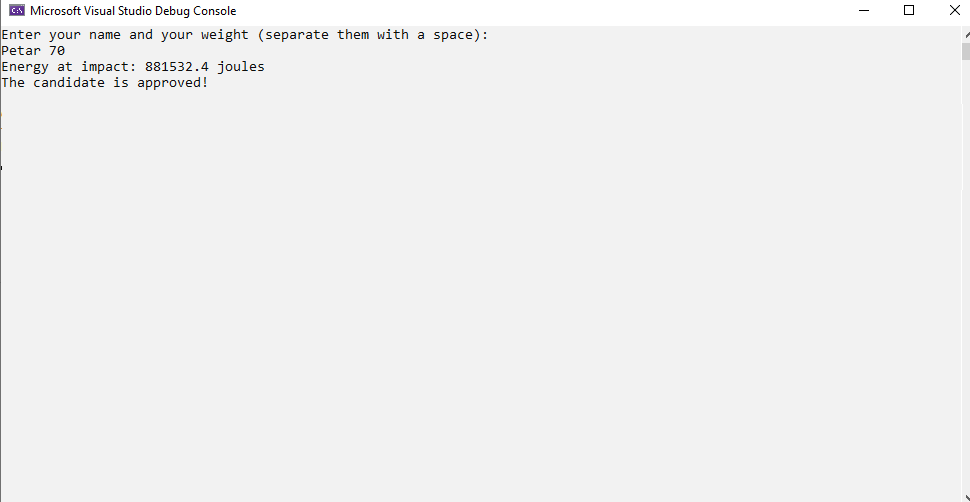 Microsoft Visual Studio Debug Console
Enter your name and your weight (separate them with a space):
Petar 70
Energy at impact: 881532.4 joules
The candidate is approved!